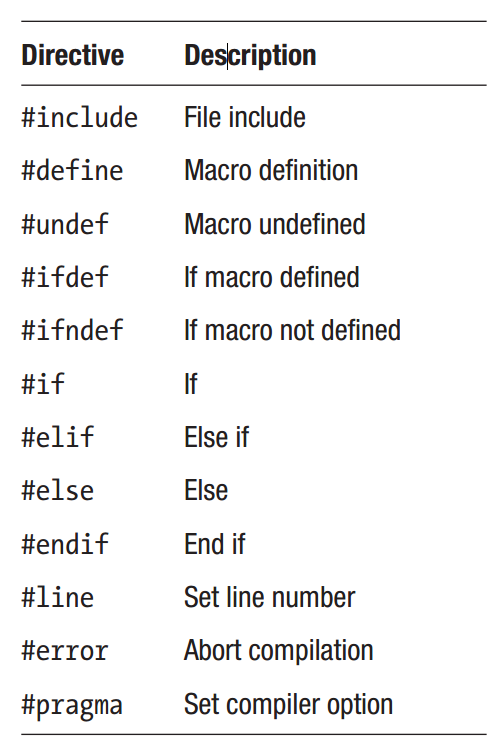 Directive Description
#include File include
#define Macro definition
#undef Macro undefined
#ifdef If macro defined
#ifndef If macro not defined
#if If
#elif Else if
#else Else
#endif End if
#line Set line number
#error Abort compilation
#pragma Set compiler option